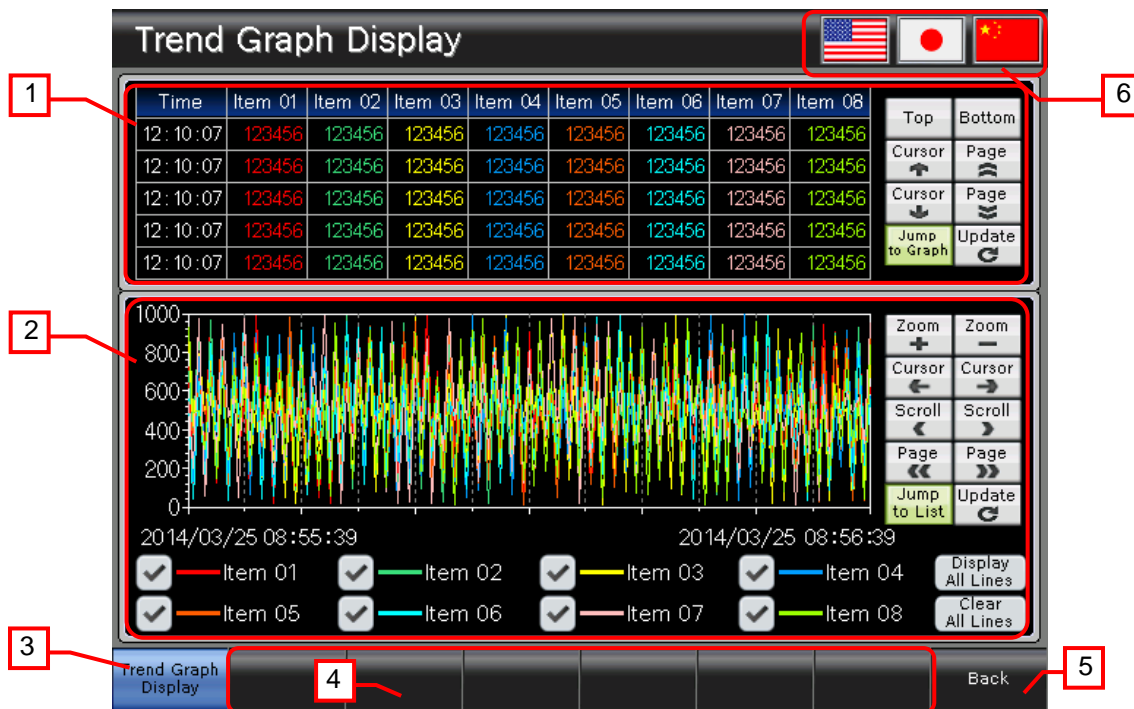 Trend Graph Display
1
6
Time Item 01 Item 02 Item 03 Item 04 Item 05 Item 06 Item 07 Item 08
12:10:07 123456 123456 123456 123456 123456 123456 123456 123456
12:10:07 123456 123456 123456 123456 123456 123456 123456 123456
12:10:07 123456 123456 123456 123456 123456 123456 123456 123456
12:10:07 123456 123456 123456 123456 123456 123456 123456 123456
12:10:07 123456 123456 123456 123456 123456 123456 123456 123456
Top Bottom
Cursor Page
Cursor Page
Jump
to Graph
Update
2
1000
800
600
400
200
0
2014/03/25 08:55:39 2014/03/25 08:56:39
Zoom Zoom
Cursor Cursor
Scroll Scroll
Page Page
Jump
to List
Update
Item 01 Item 02 Item 03 Item 04
Display
All Lines
Item 05 Item 06 Item 07 Item 08
Clear
All Lines
3
Trend Graph
Display
4
Back
5